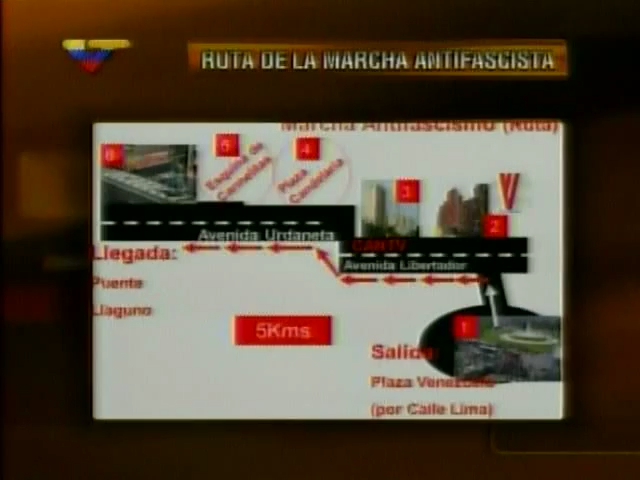 RUTA DE LA MARCHA ANTIFASCISTA
Marcha Antifascismo (Ruta)
6
5
4
Esquina de
Carmelitas
Plaza
Candelaria
3
2
Avenida Urdaneta
CANTV
Avenida Libertador
Llegada:
Puente
Llaguno
5Kms
1
Salida
Plaza Venezuela
(por Calle Lima)